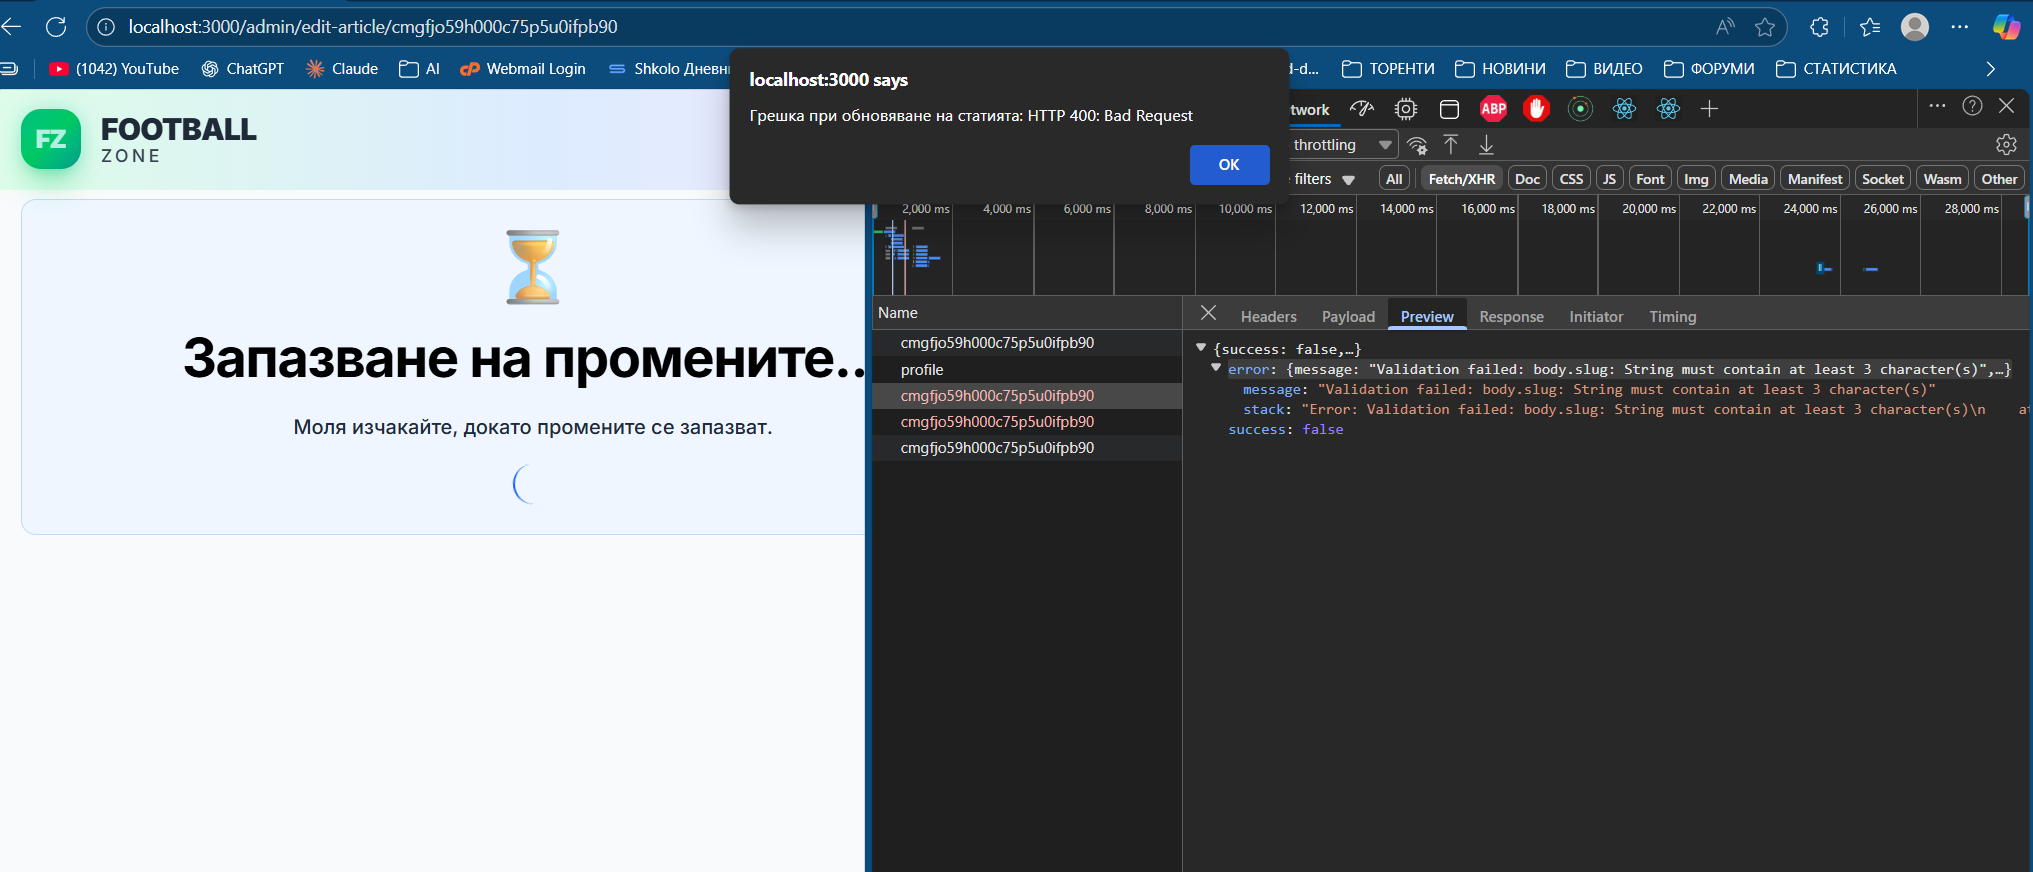 localhost:3000/admin/edit-article/cmgfjo59h000c75p5u0ifpb90
(1042) YouTube
ChatGPT
Claude
AI
Webmail Login
Shkolo Дневн
d-d...
ТОРЕНТИ
НОВИНИ
ВИДЕО
ФОРУМИ
СТАТИСТИКА
localhost:3000 says
Грешка при обновяване на статията: HTTP 400: Bad Request
OK
FZ
FOOTBALL
ZONE
Запазване на промените..
Моля изчакайте, докато промените се запазват.
twork
ABP
throttling
filters
All
Fetch/XHR
Doc
CSS
JS
Font
Img
Media
Manifest
Socket
Wasm
Other
2,000 ms
4,000 ms
6,000 ms
8,000 ms
10,000 ms
12,000 ms
14,000 ms
16,000 ms
18,000 ms
20,000 ms
22,000 ms
24,000 ms
26,000 ms
28,000 ms
Name
cmgfjo59h000c75p5u0ifpb90
profile
cmgfjo59h000c75p5u0ifpb90
cmgfjo59h000c75p5u0ifpb90
cmgfjo59h000c75p5u0ifpb90
Headers
Payload
Preview
Response
Initiator
Timing
{success: false,…}
error: {message: "Validation failed: body.slug: String must contain at least 3 character(s)",…}
message: "Validation failed: body.slug: String must contain at least 3 character(s)"
stack: "Error: Validation failed: body.slug: String must contain at least 3 character(s)\n    at
success: false